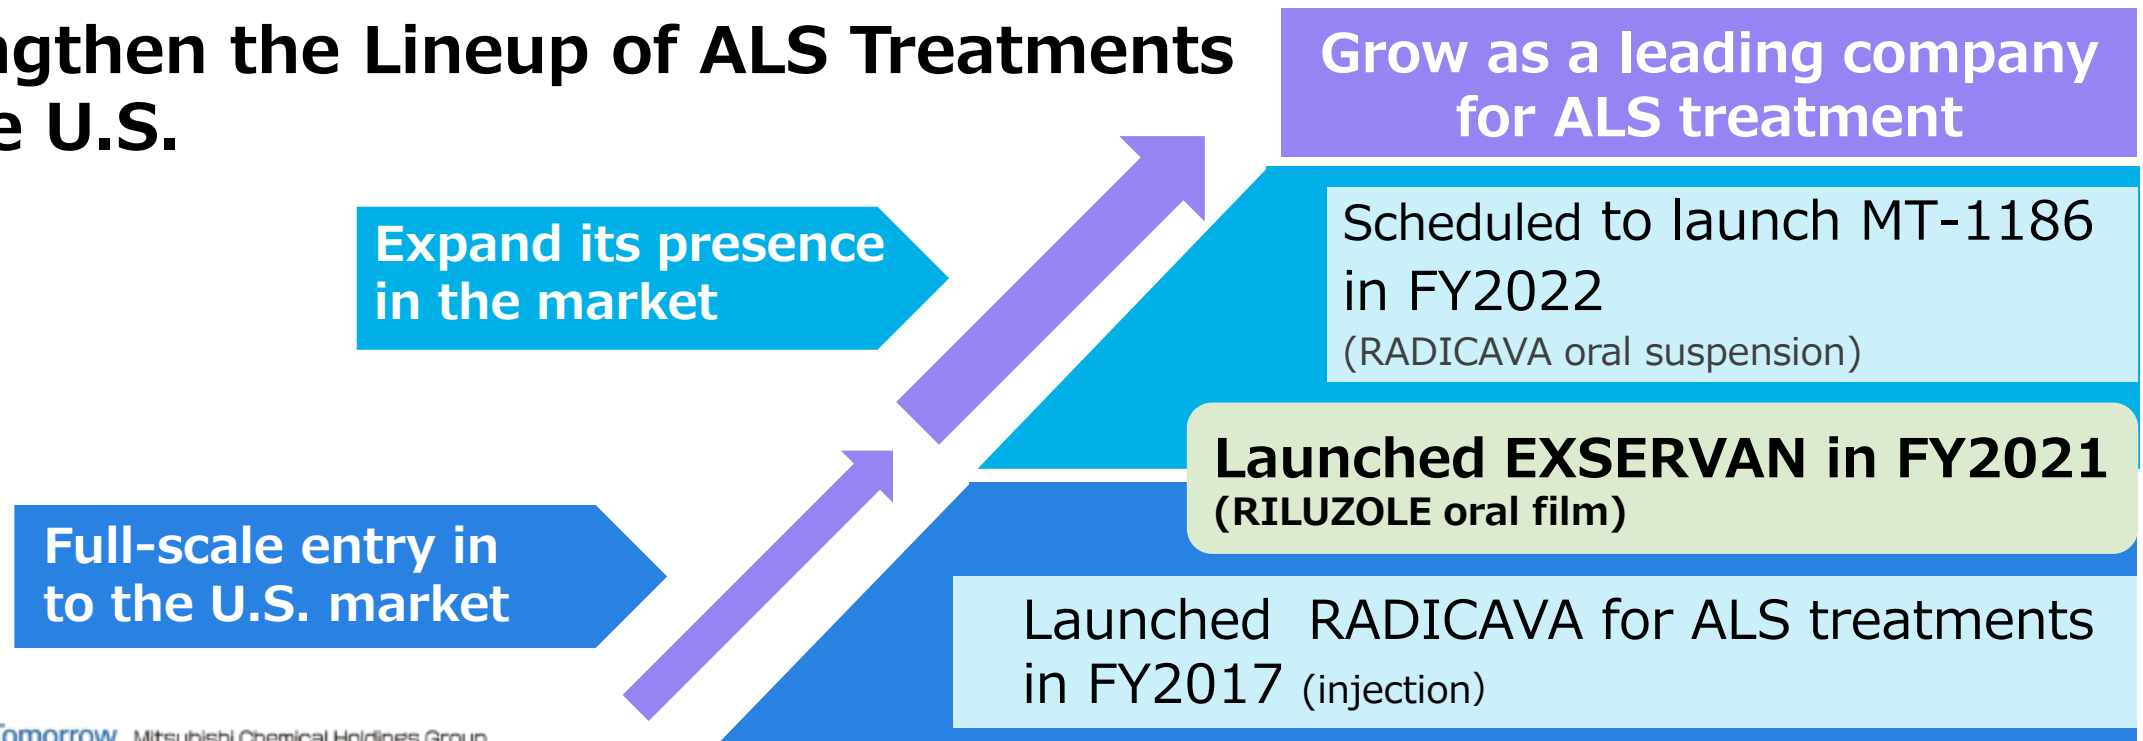 ngthen the Lineup of ALS Treatments
e U.S.
Grow as a leading company
for ALS treatment
Expand its presence
in the market
Scheduled to launch MT-1186
in FY2022
(RADICAVA oral suspension)
Launched EXSERVAN in FY2021
(RILUZOLE oral film)
Full-scale entry in
to the U.S. market
Launched RADICAVA for ALS treatments
in FY2017 (injection)
Tomorrow Mitsubishi Chemical Holdings Group